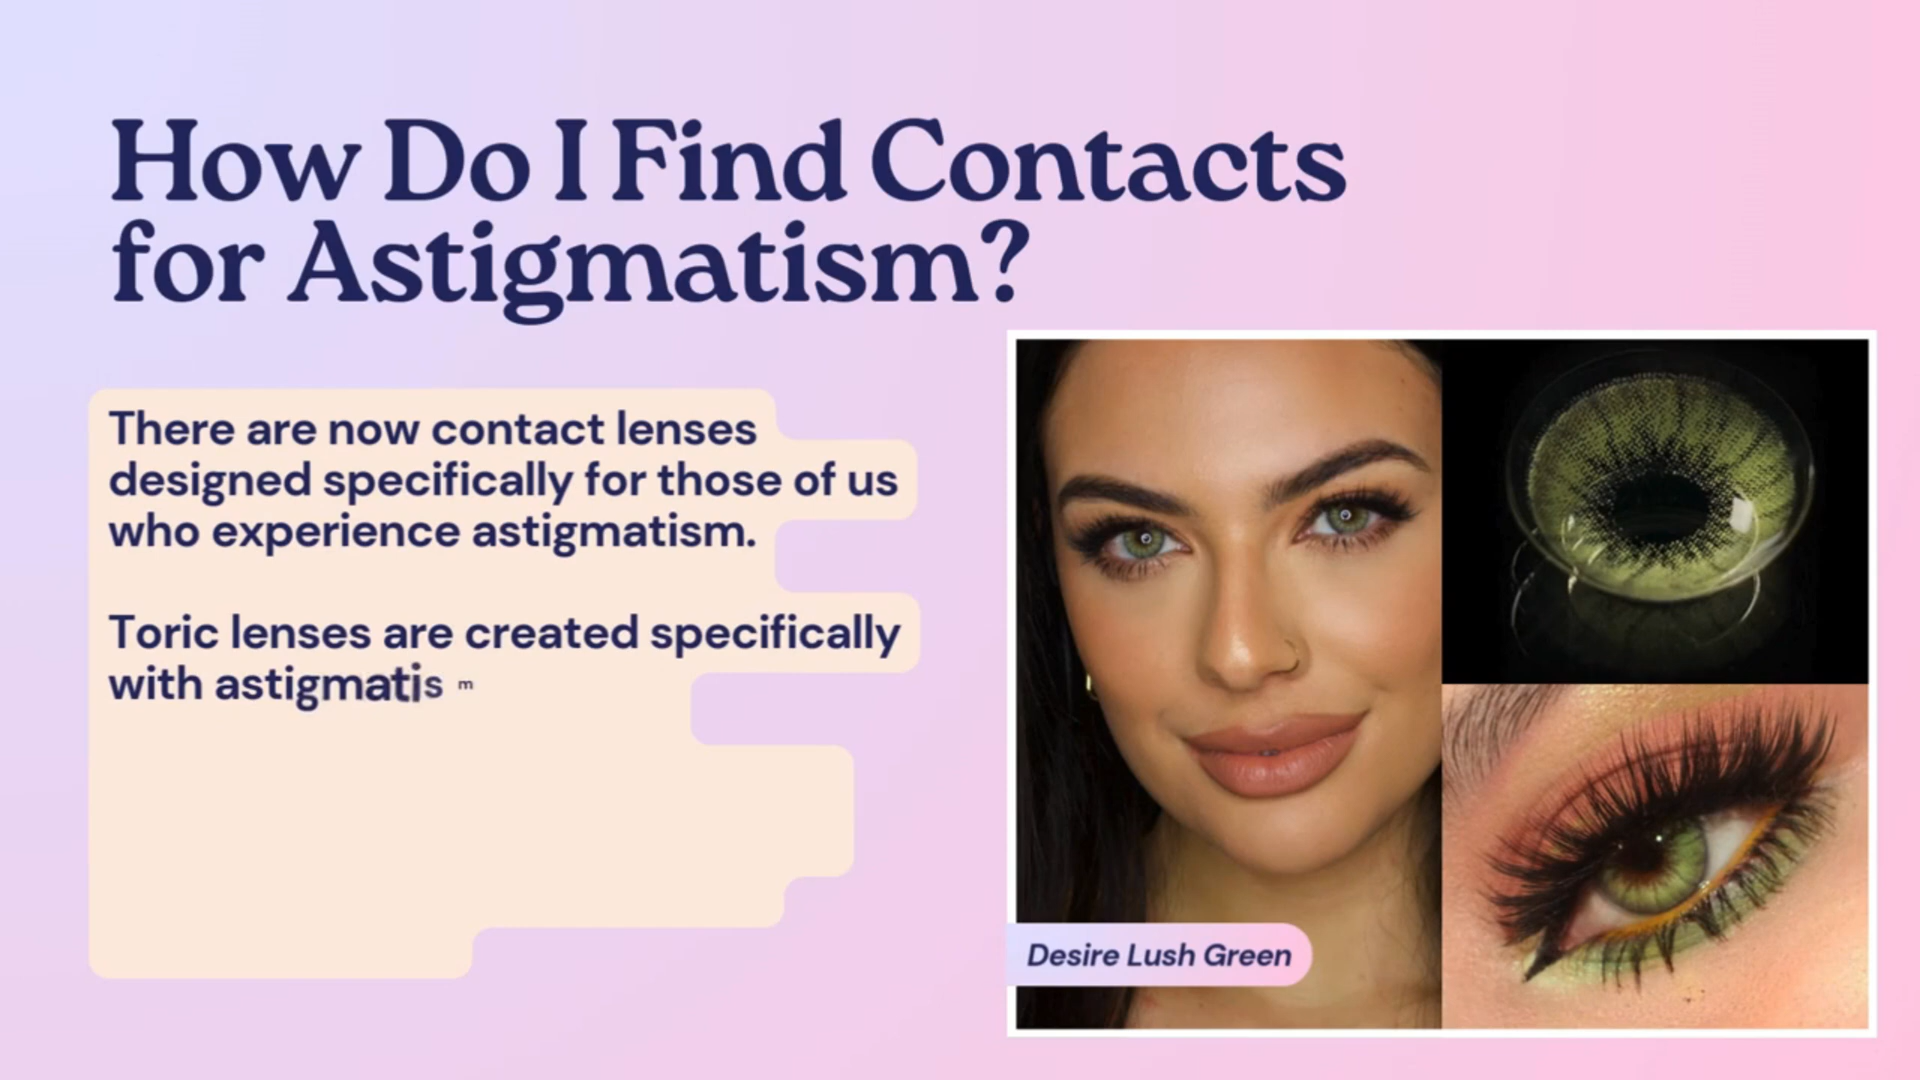 How Do I Find Contacts
for Astigmatism?
There are now contact lenses
designed specifically for those of us
who experience astigmatism.
Toric lenses are created specifically
with astigmatism
Desire Lush Green